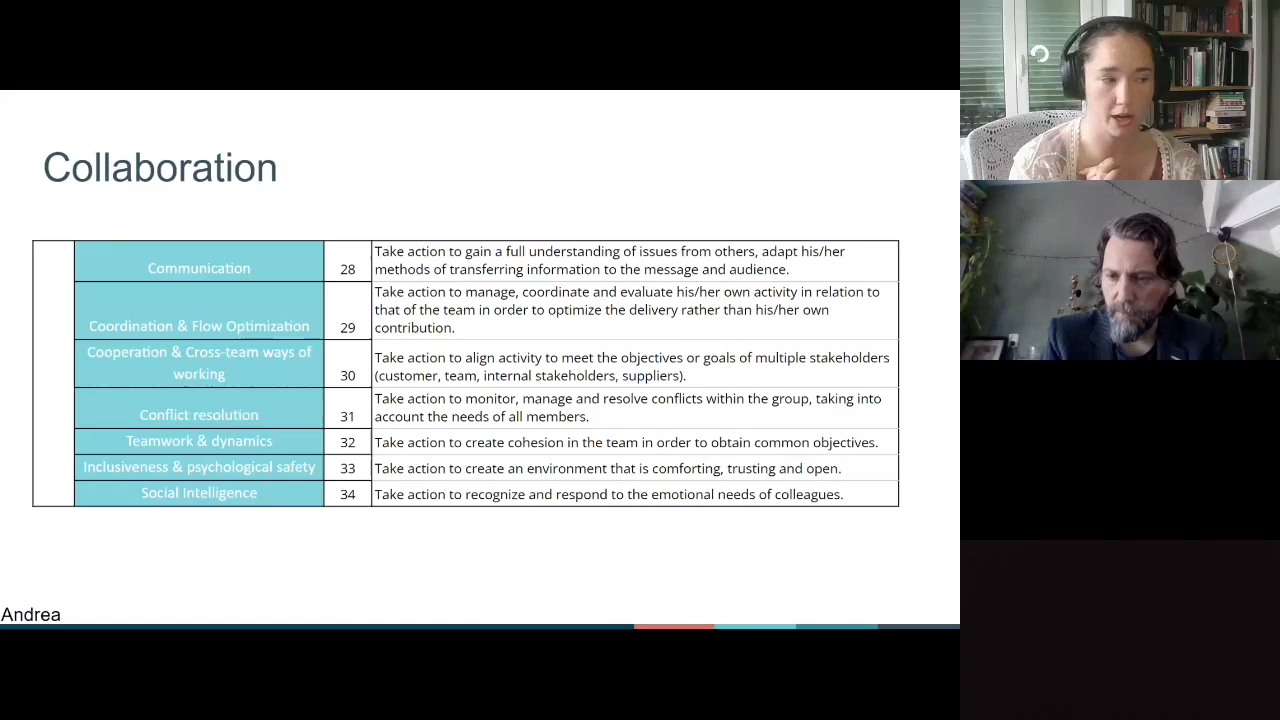 Collaboration
Communication
28
Take action to gain a full understanding of issues from others, adapt his/her
methods of transferring information to the message and audience.
Coordination & Flow Optimization
29
Take action to manage, coordinate and evaluate his/her own activity in relation to
that of the team in order to optimize the delivery rather than his/her own
contribution.
Cooperation & Cross-team ways of
working
30
Take action to align activity to meet the objectives or goals of multiple stakeholders
(customer, team, internal stakeholders, suppliers).
Conflict resolution
31
Take action to monitor, manage and resolve conflicts within the group, taking into
account the needs of all members.
Teamwork & dynamics
32
Take action to create cohesion in the team in order to obtain common objectives.
Inclusiveness & psychological safety
33
Take action to create an environment that is comforting, trusting and open.
Social Intelligence
34
Take action to recognize and respond to the emotional needs of colleagues.
Andrea